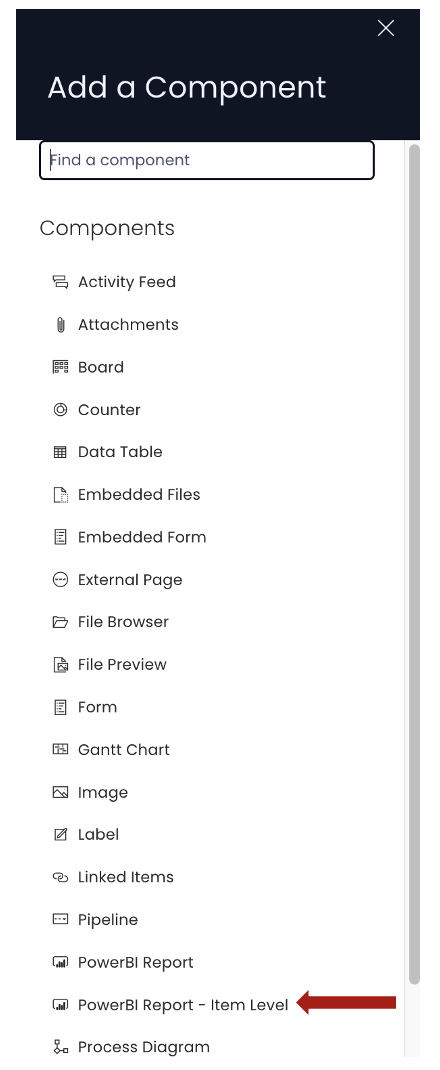 Add a Component
Find a component
Components
Activity Feed
Attachments
Board
Counter
Data Table
Embedded Files
Embedded Form
External Page
File Browser
File Preview
Form
Gantt Chart
Image
Label
Linked Items
Pipeline
PowerBI Report
PowerBI Report - Item Level
Process Diagram